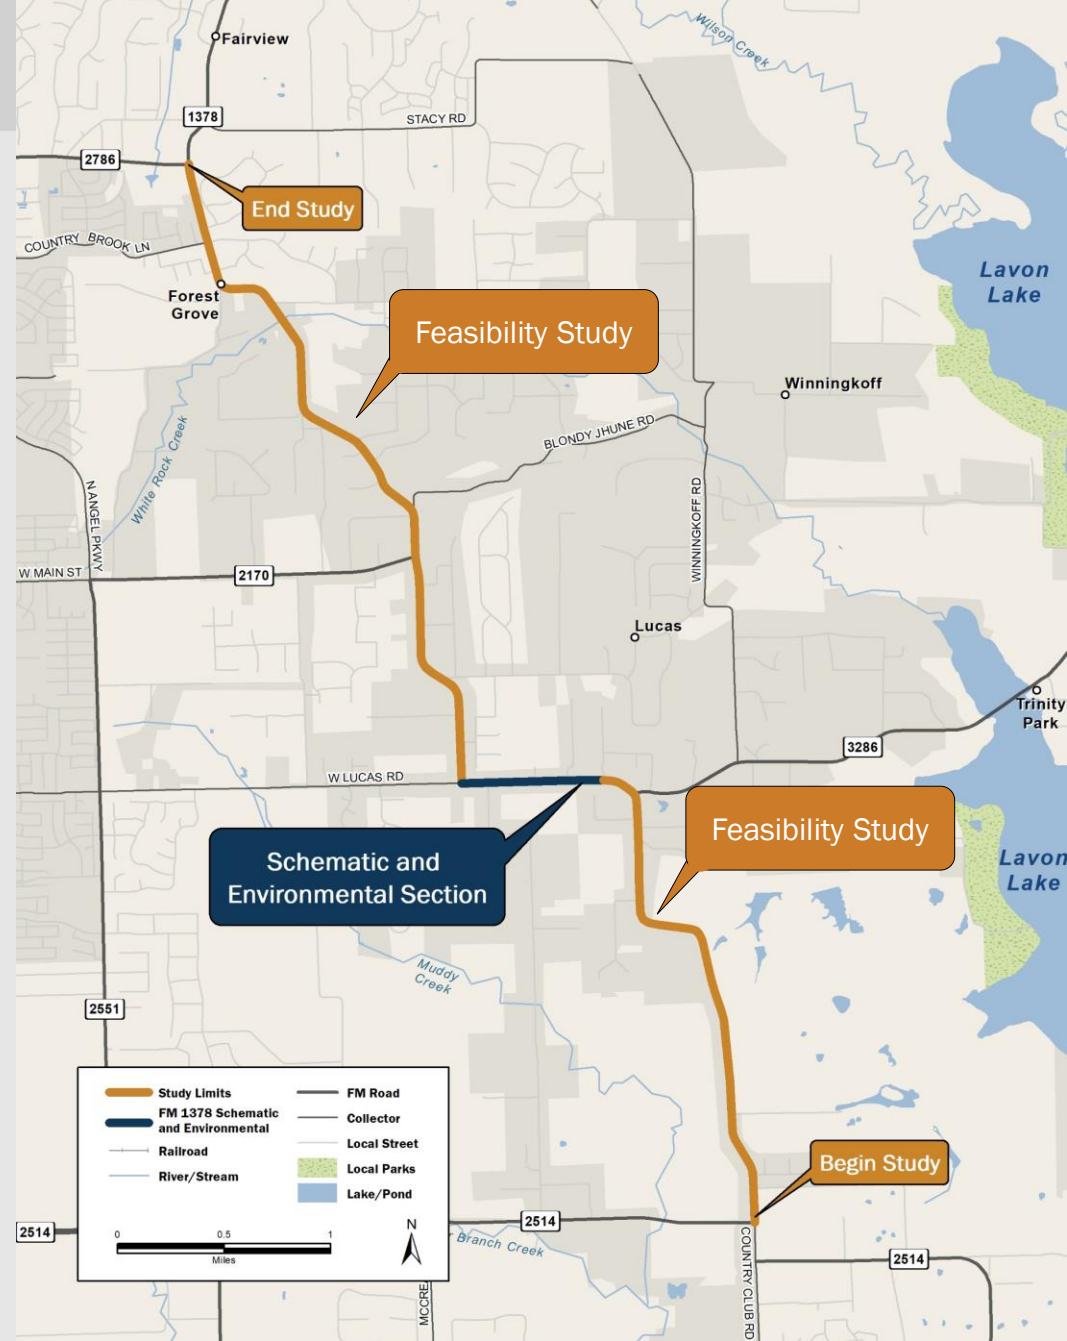 Wilson Creek
Fairview
1378
STACY RD
2786
End Study
COUNTRY BROOK LN
Lavon
Lake
Forest
Grove
Feasibility Study
Winningkoff
BLONDY JHUNE RD
White Rock Creek
N ANGEL PKWY
WINNINGKOFF RD
W MAIN ST
2170
Lucas
Trinity
Park
3286
W LUCAS RD
Feasibility Study
Schematic and
Environmental Section
Lavon
Lake
Muddy
Creek
2551
Study Limits
FM 1378 Schematic
and Environmental
Railroad
River/Stream
FM Road
Collector
Local Street
Local Parks
Lake/Pond
0 0.5 1
Miles
N
Begin Study
2514
2514
Branch Creek
COUNTRY CLUB RD
2514
MCCRE